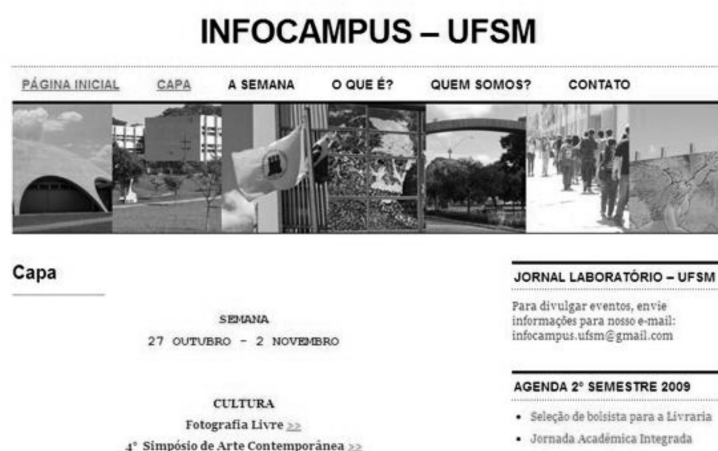 INFOCAMPUS – UFSM
PÁGINA INICIAL CAPA A SEMANA O QUE É? QUEM SOMOS? CONTATO
Capa
SEMANA
27 OUTUBRO - 2 NOVEMBRO
CULTURA
Fotografia Livre >>
4° Simpósio de Arte Contemporânea >>
JORNAL LABORATÓRIO – UFSM
Para divulgar eventos, envie
informações para nosso e-mail:
infocampus.ufsm@gmail.com
AGENDA 2° SEMESTRE 2009
• Seleção de bolsista para a Livraria
• Jornada Acadêmica Integrada